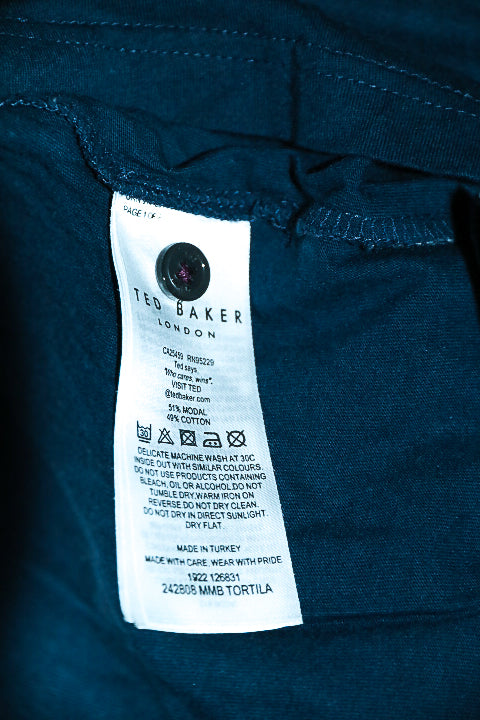 PAGE 1 OF
TED BAKER
LONDON
CA25459 RN95229
Ted says,
"Who cares, wins".
VISIT TED
@tedbaker.com
51% MODAL
49% COTTON
30
DELICATE MACHINE WASH AT 30C
INSIDE OUT WITH SIMILAR COLOURS.
DO NOT USE PRODUCTS CONTAINING
BLEACH, OIL OR ALCOHOL.DO NOT
TUMBLE DRY,WARM IRON ON
REVERSE DO NOT DRY CLEAN.
DO NOT DRY IN DIRECT SUNLIGHT.
DRY FLAT.
MADE IN TURKEY
MADE WITH CARE, WEAR WITH PRIDE
1922 126831
242808 MMB TORTILA